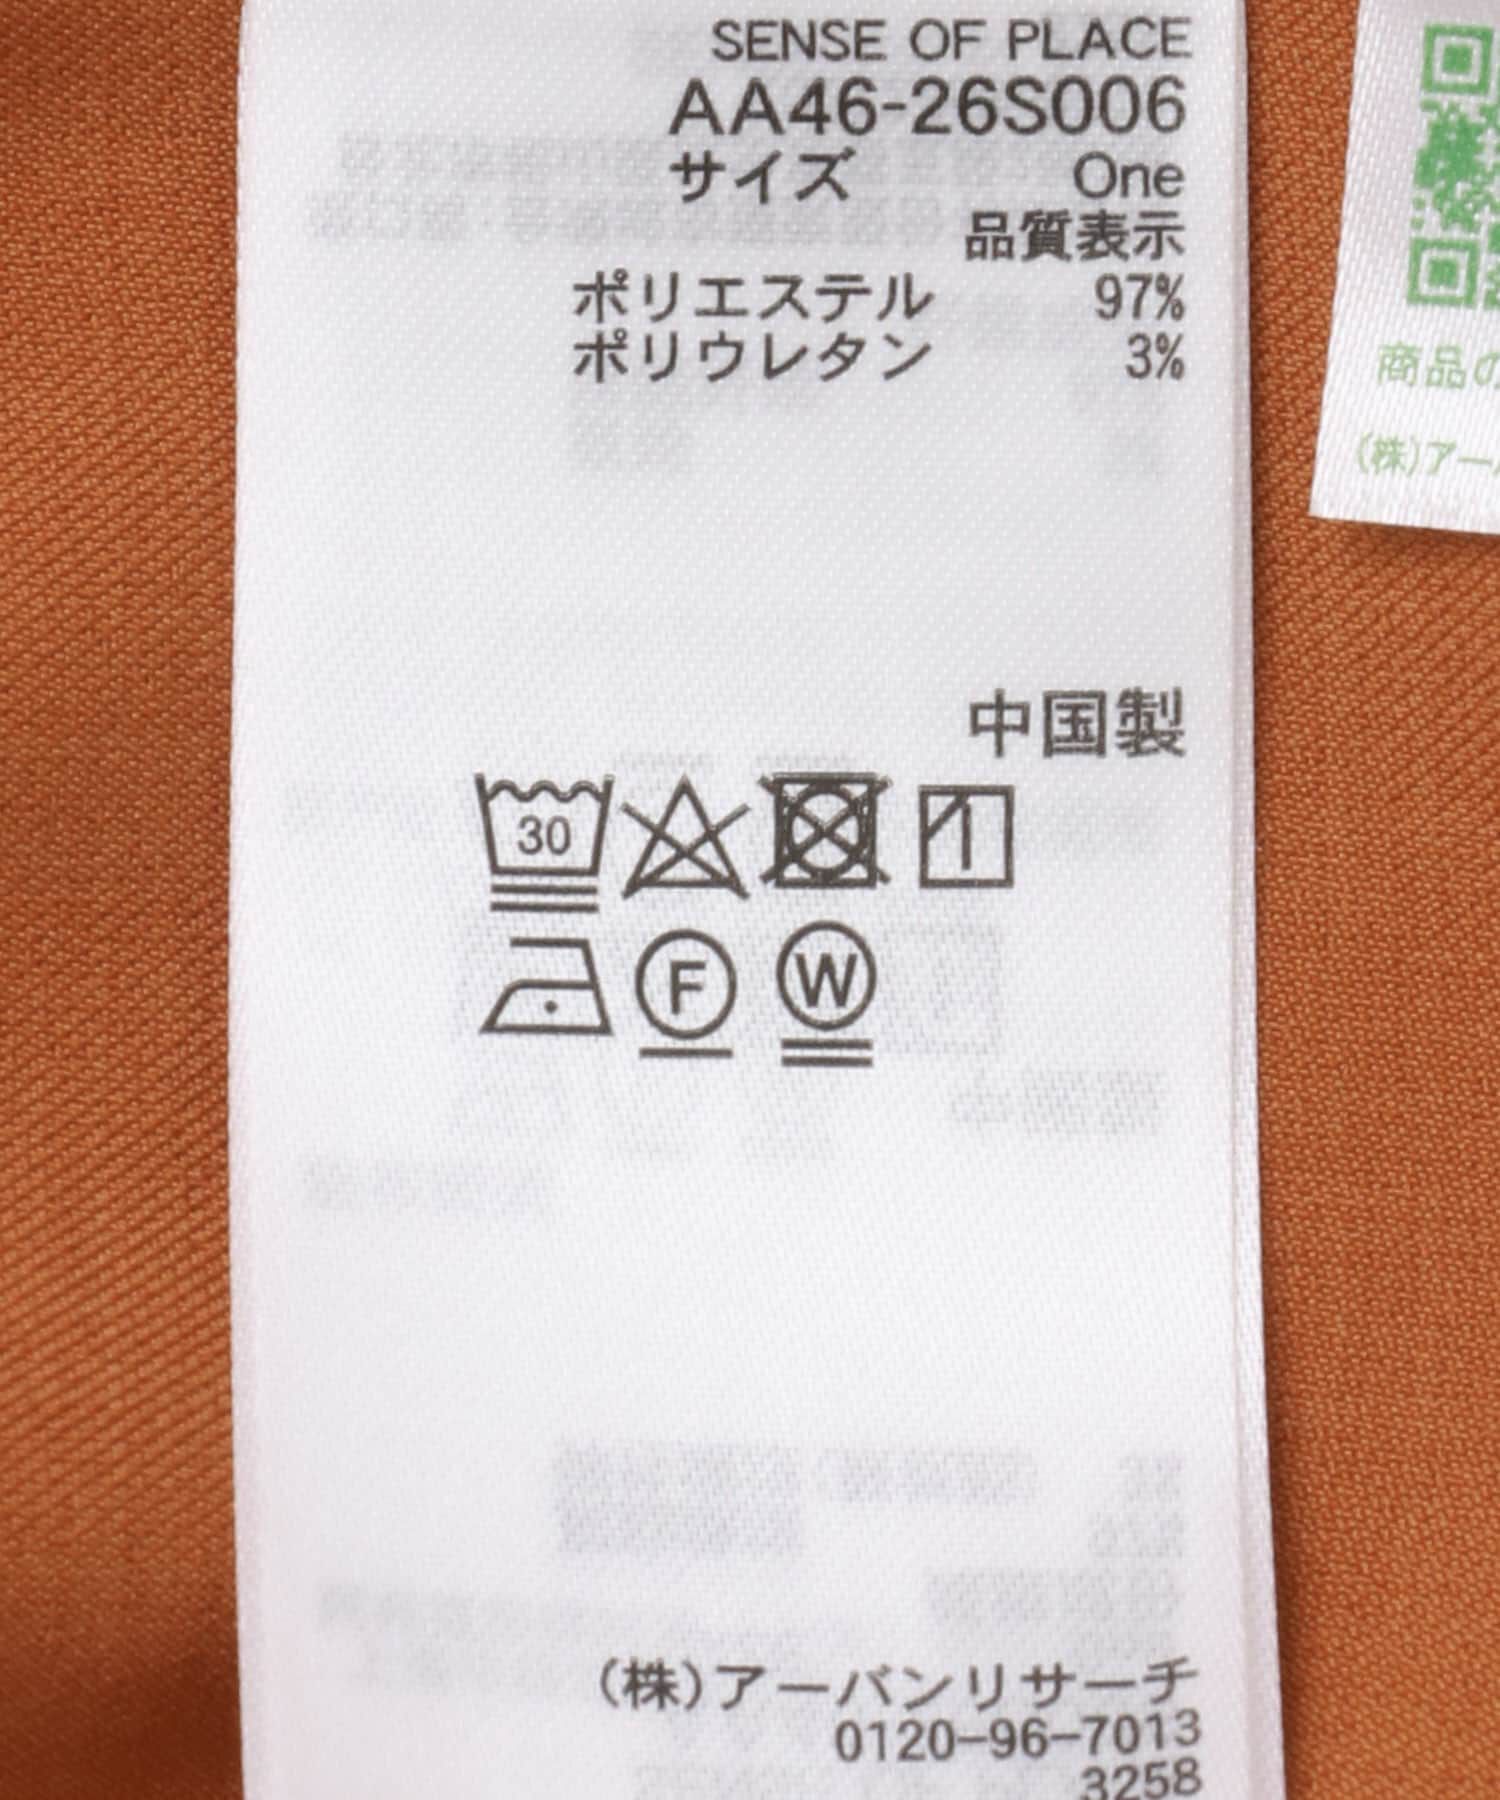 SENSE OF PLACE
AA46-26S006
サイズ One
品質表示
ポリエステル 97%
ポリウレタン 3%
中国製
30
F W
(株)アーバンリサーチ
0120-96-7013
3258
商品の
(株)アー